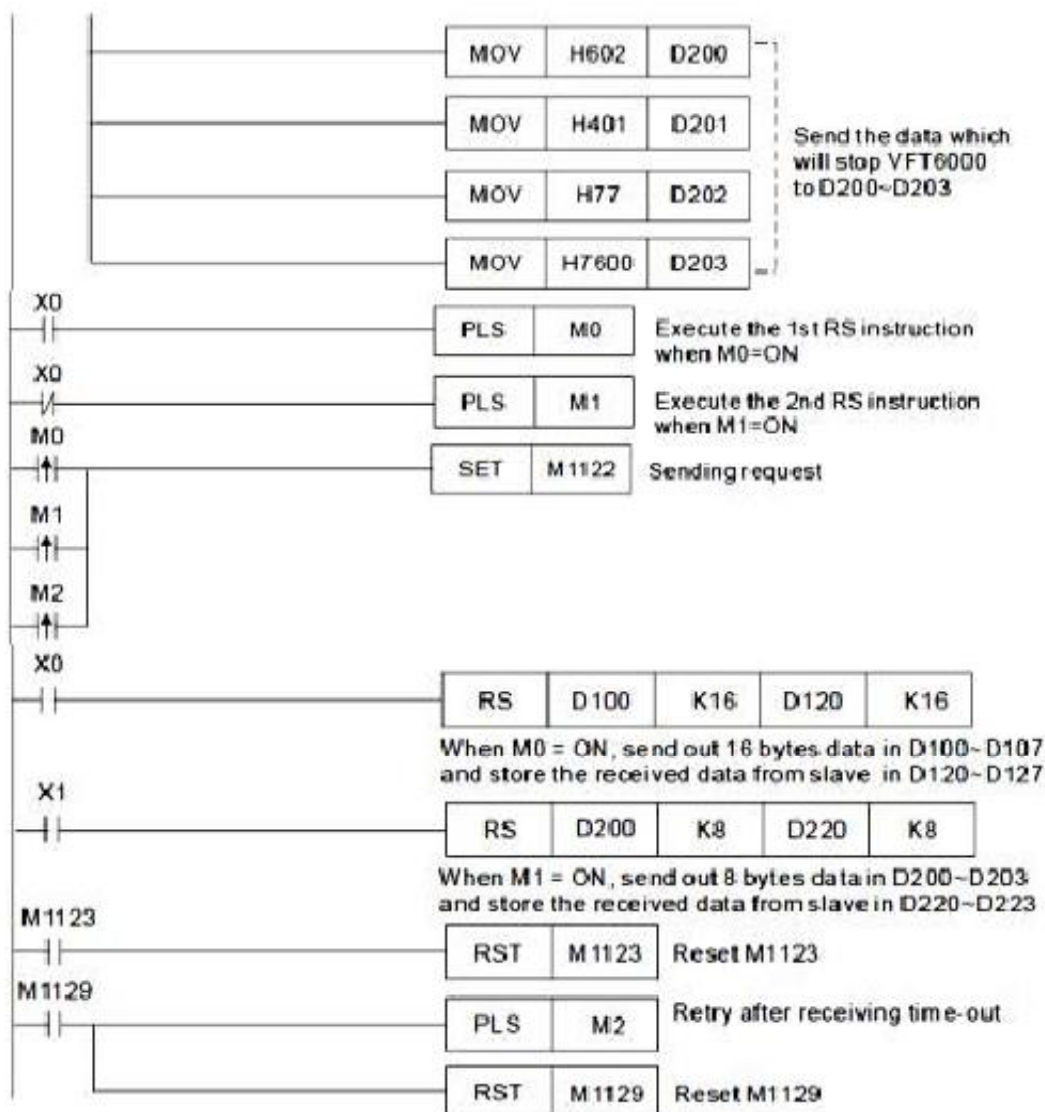 MOV H602 D200
MOV H401 D201
Send the data which
will stop VFT6000
to D200~D203
MOV H77 D202
MOV H7600 D203
X0
PLS M0
Execute the 1st RS instruction
when M0=ON
X0
PLS M1
Execute the 2nd RS instruction
when M1=ON
M0
SET M1122 Sending request
M1
M2
X0
RS D100 K16 D120 K16
When M0 = ON, send out 16 bytes data in D100~D107
and store the received data from slave in D120~D127
X1
RS D200 K8 D220 K8
When M1 = ON, send out 8 bytes data in D200~D203
and store the received data from slave in D220~D223
M1123
RST M1123 Reset M1123
M1129
PLS M2 Retry after receiving time-out
RST M1129 Reset M1129